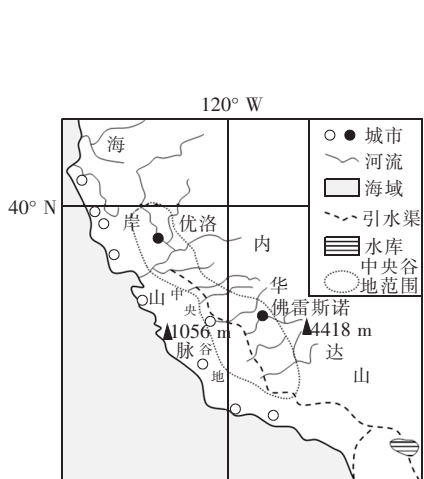 120° W
40° N
海
岸
山
脉
优洛
内
华
达
山
中
央
谷
地
佛雷斯诺
1056 m
4418 m
城市
河流
海域
引水渠
水库
中央谷
地范围